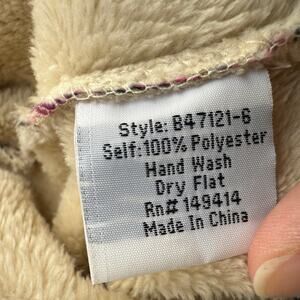 Style: B47121-6
Self:100% Polyester
Hand Wash
Dry Flat
Rn# 149414
Made In China